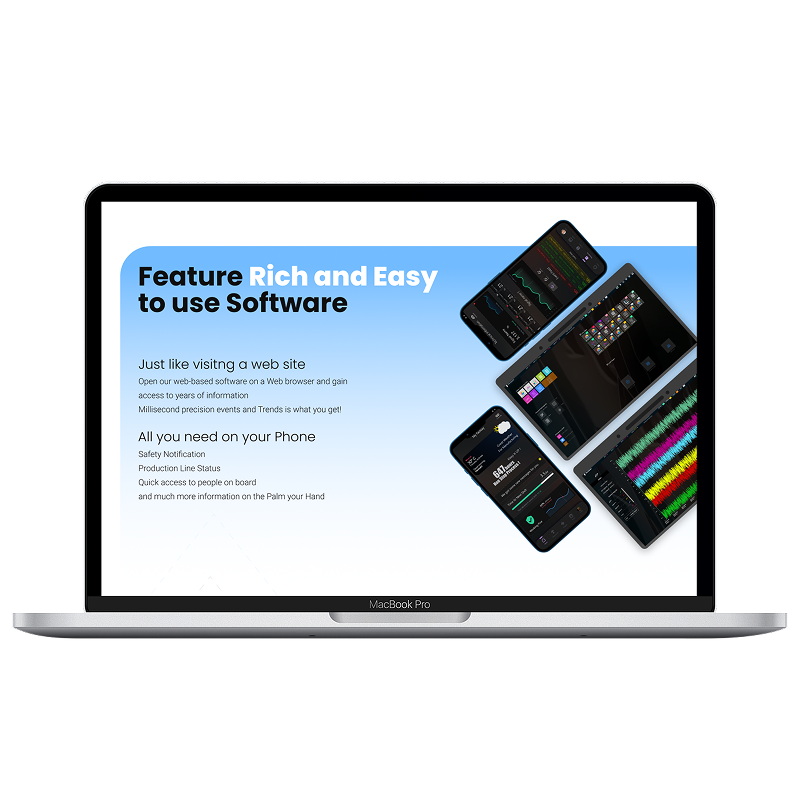 Feature Rich and Easy
to use Software
Just like visitng a web site
Open our web-based software on a Web browser and gain
access to years of information
Millisecond precision events and Trends is what you get!
All you need on your Phone
Safety Notification
Production Line Status
Quick access to people on board
and much more information on the Palm your Hand
647
MacBook Pro